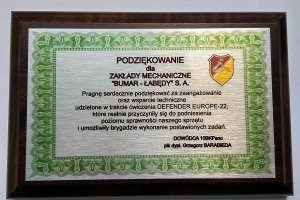 PODZIĘKOWANIE
dla
ZAKŁADY MECHANICZNE
"BUMAR - ŁABĘDY" S. A.
Pragnę serdecznie podziękować za zaangażowanie
oraz wsparcie techniczne
udzielone w trakcie ćwiczenia DEFENDER EUROPE-22,
które realnie przyczyniły się do podniesienia
poziomu sprawności naszego sprzętu
i umożliwiły brygadzie wykonanie postawionych zadań.
DOWÓDCA 10BKPanc
płk dypl. Grzegorz BARABIEDA